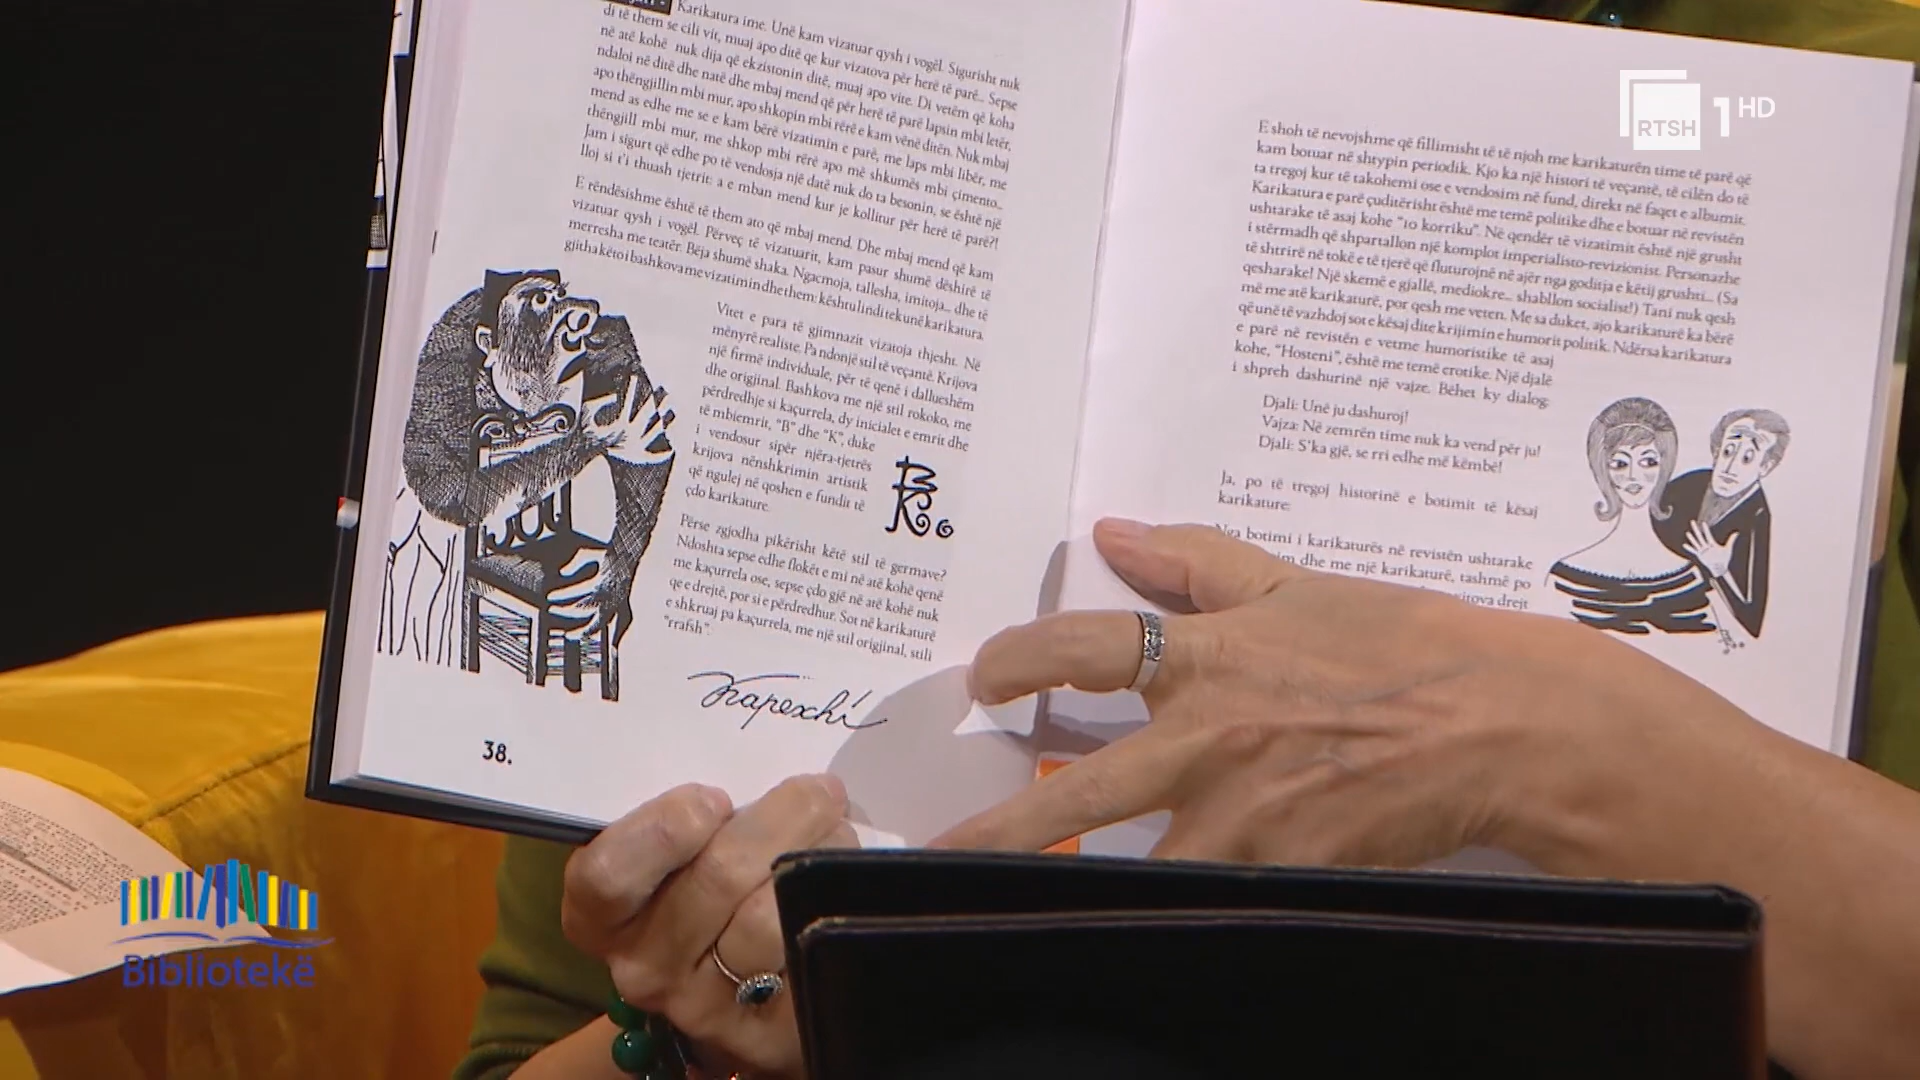 Karikatura ime. Unë kam vizatuar qysh i vogël. Sigurisht nuk
di të them se cili vit, muaj apo ditë qe kur vizatova për herë të parë... Sepse
në atë kohë nuk dija që ekzistonin ditë, muaj apo vite. Di vetëm që koha
ndaloi në ditë dhe natë dhe mbaj mend që për herë të parë lapsin mbi letër,
apo thëngjillin mbi mur, apo shkopin mbi rërë e kam vënë ditën. Nuk mbaj
mend as edhe me se e kam bërë vizatimin e parë, me laps mbi libër, me
thëngjill mbi mur, me shkop mbi rërë apo më shkumës mbi çimento...
Jam i sigurt që edhe po të vendosja një datë nuk do ta besonin, se është një
lloj si t'i thuash tjetrit: a e mban mend kur je kollitur për herë të parë?!
E rëndësishme është të them ato që mbaj mend. Dhe mbaj mend që kam
vizatuar qysh i vogël. Përveç të vizatuarit, kam pasur shumë dëshirë të
merresha me teatër. Bëja shumë shaka. Ngacmoja, tallesha, imitoja... dhe të
gjitha këto i bashkova me vizatimin dhe them: kështu lindi tek unë karikatura.
Vitet e para të gjimnazit vizatoja thjesht. Në
mënyrë realiste. Pa ndonjë stil të veçantë. Krijova
një firmë individuale, për të qenë i dallueshëm
dhe origjinal. Bashkova me një stil rokoko, me
përdredhje si kaçurrela, dy inicialet e emrit dhe
të mbiemrit, "B" dhe "K", duke
i vendosur sipër njëra-tjetrës
krijova nënshkrimin artistik
që ngulej në qoshen e fundit të
çdo karikature.
BK
Përse zgjodha pikërisht këtë stil të germave?
Ndoshta sepse edhe flokët e mi në atë kohë qenë
me kaçurrela ose, sepse çdo gjë në atë kohë nuk
qe e drejtë, por si e përdredhur. Sot në karikaturë
e shkruaj pa kaçurrela, me një stil origjinal, stili
"rrafsh".
Kapexhi
38.
E shoh të nevojshme që fillimisht të të njoh me karikaturën time të parë që
kam botuar në shtypin periodik. Kjo ka një histori të veçantë, të cilën do të
ta tregoj kur të takohemi ose e vendosim në fund, direkt në faqet e albumit.
Karikatura e parë çuditërisht është me temë politike dhe e botuar në revistën
ushtarake të asaj kohe "10 korriku". Në qendër të vizatimit është një grusht
i stërmadh që shpartallon një komplot imperialisto-revizionist. Personazhe
të shtrirë në tokë e të tjerë që fluturojnë në ajër nga goditja e këtij grushti... (Sa
qesharake! Një skemë e gjallë, mediokre... shabllon socialist!) Tani nuk qesh
më me atë karikaturë, por qesh me veten. Me sa duket, ajo karikaturë ka bërë
që unë të vazhdoj sot e kësaj dite krijimin e humorit politik. Ndërsa karikatura
e parë në revistën e vetme humoristike të asaj
kohe, "Hosteni", është me temë erotike. Një djalë
i shpreh dashurinë një vajze. Bëhet ky dialog:
Djali: Unë ju dashuroj!
Vajza: Në zemrën time nuk ka vend për ju!
Djali: S'ka gjë, se rri edhe më këmbë!
Ja, po të tregoj historinë e botimit të kësaj
karikature:
Nga botimi i karikaturës në revistën ushtarake
dhe me një karikaturë, tashmë po
drejt
RTSH 1 HD
Bibliotekë